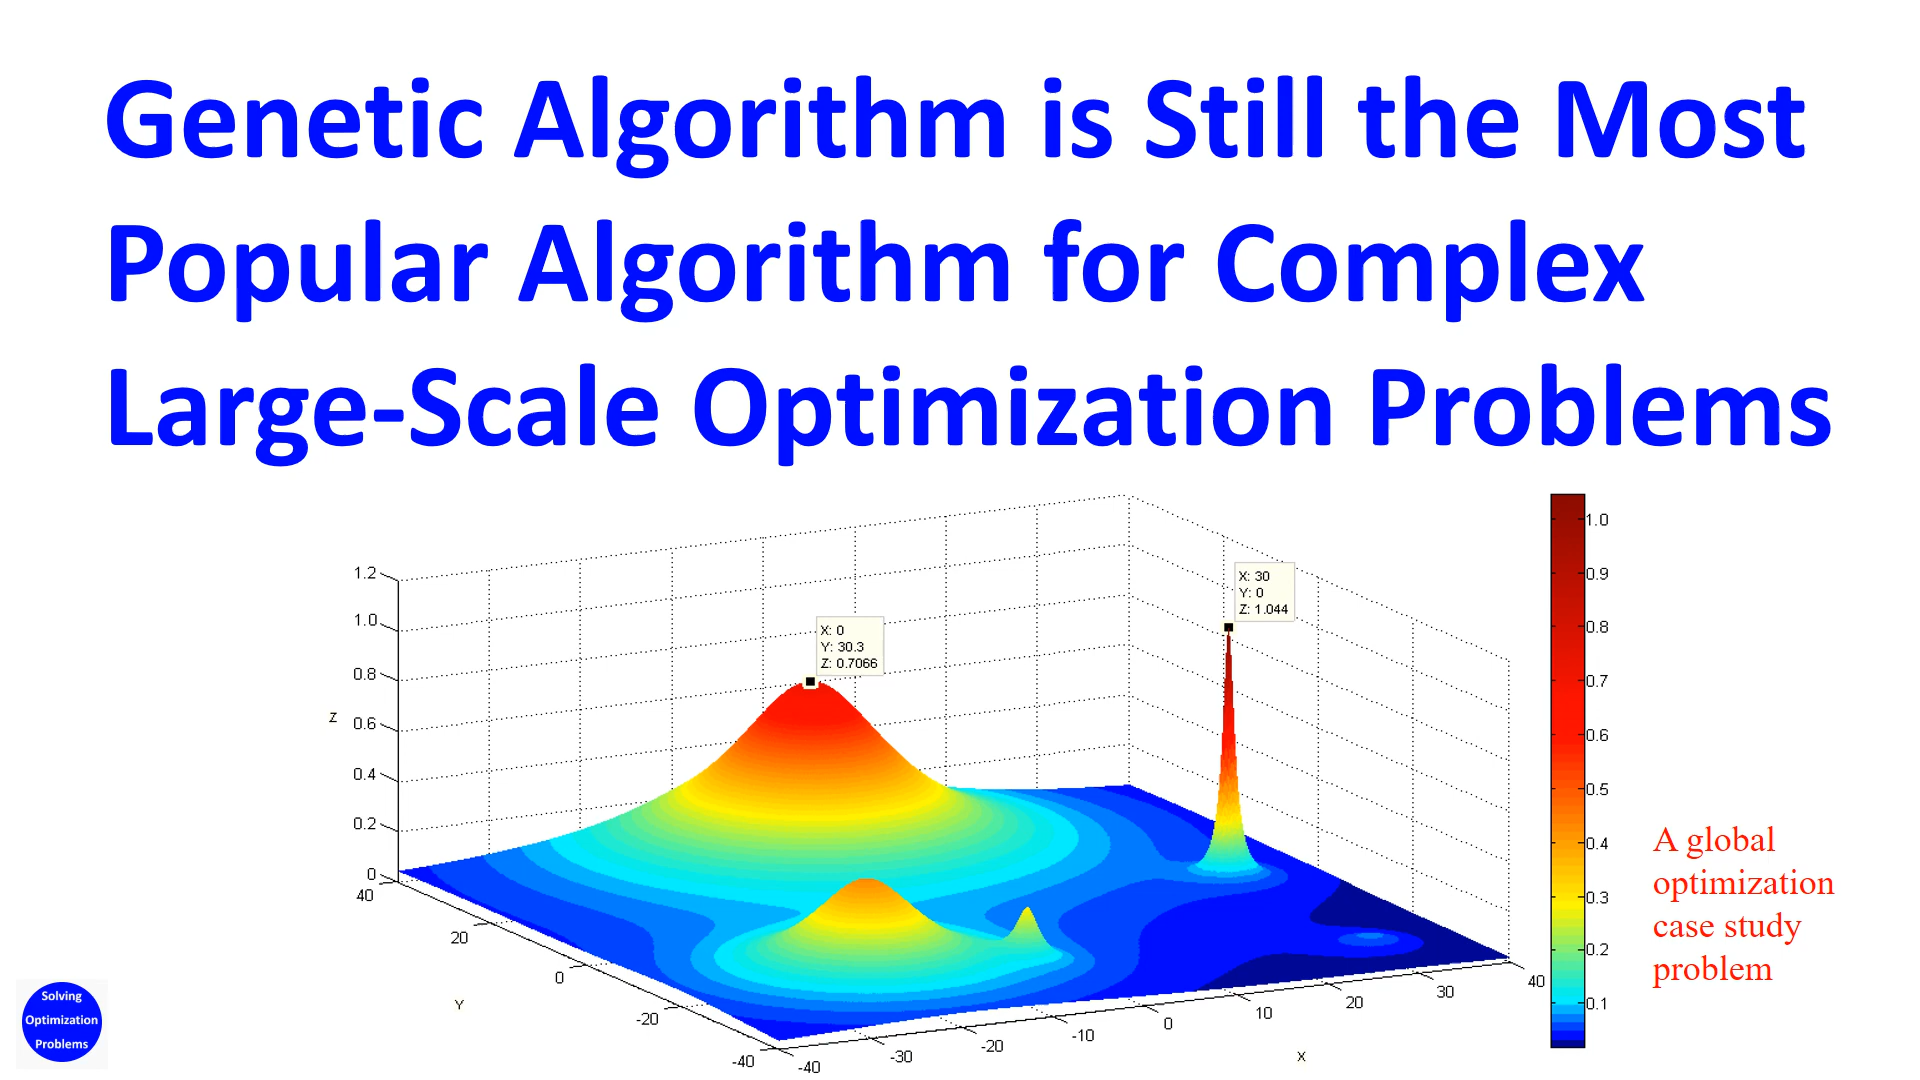 Genetic Algorithm is Still the Most
Popular Algorithm for Complex
Large-Scale Optimization Problems
X: 0
Y: 30.3
Z: 0.7066
X: 30
Y: 0
Z: 1.044
Z
1.2
1.0
0.8
0.6
0.4
0.2
0
40
20
0
-20
-40
Y
-40
-30
-20
-10
0
10
20
30
40
X
1.0
0.9
0.8
0.7
0.6
0.5
0.4
0.3
0.2
0.1
A global
optimization
case study
problem
Solving
Optimization
Problems